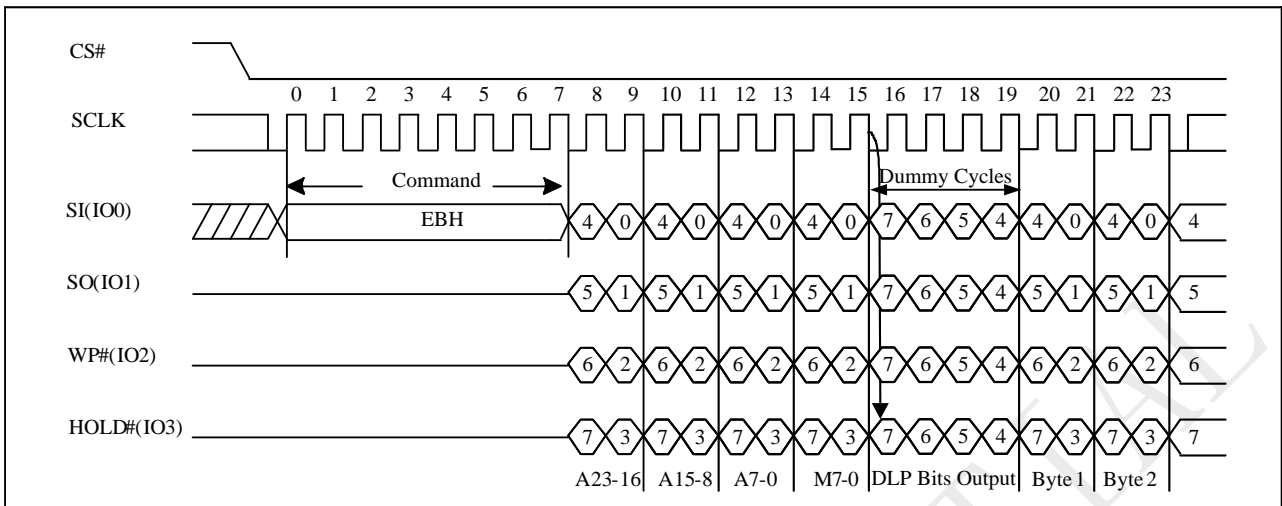 CS#
0 1 2 3 4 5 6 7 8 9 10 11 12 13 14 15 16 17 18 19 20 21 22 23
SCLK
Command
Dummy Cycles
SI(IO0)
EBH
4 0 4 0 4 0 4 0 7 6 5 4 4 0 4 0 4
SO(IO1)
5 1 5 1 5 1 5 1 7 6 5 4 5 1 5 1 5
WP#(IO2)
6 2 6 2 6 2 6 2 7 6 5 4 6 2 6 2 6
HOLD#(IO3)
7 3 7 3 7 3 7 3 7 6 5 4 7 3 7 3 7
A23-16 A15-8 A7-0 M7-0 DLP Bits Output Byte 1 Byte 2
TIAL